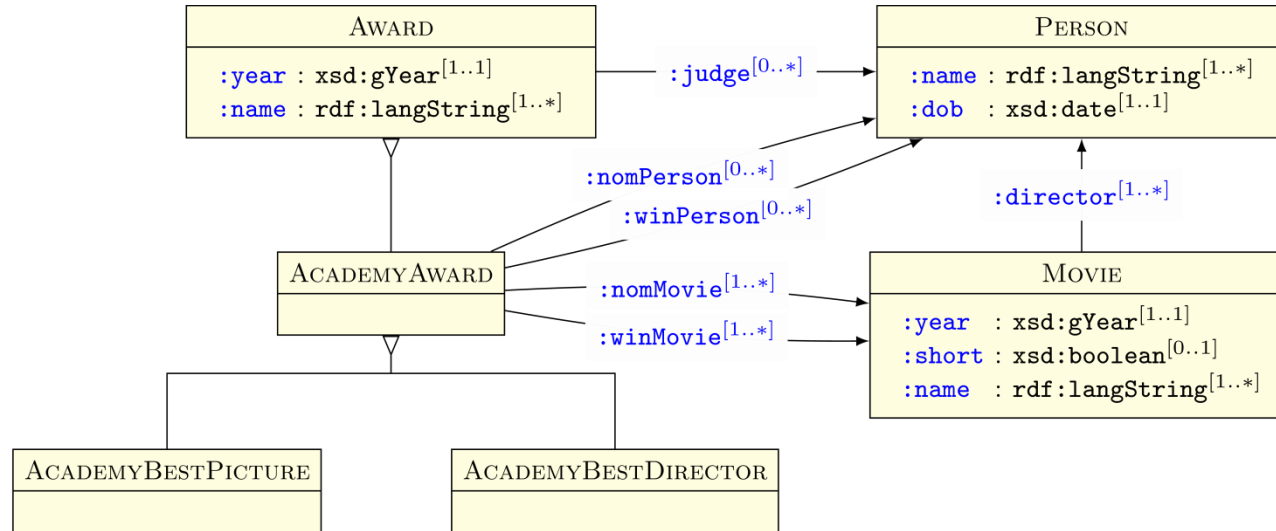 AWARD
:year : xsd:gYear[1..1]
:name : rdf:langString[1..*]
:judge[0..*]
PERSON
:name : rdf:langString[1..*]
:dob : xsd:date[1..1]
:nomPerson[0..*]
:winPerson[0..*]
:director[1..*]
ACADEMYAWARD
:nomMovie[1..*]
:winMovie[1..*]
MOVIE
:year : xsd:gYear[1..1]
:short : xsd:boolean[0..1]
:name : rdf:langString[1..*]
ACADEMYBESTPICTURE
ACADEMYBESTDIRECTOR